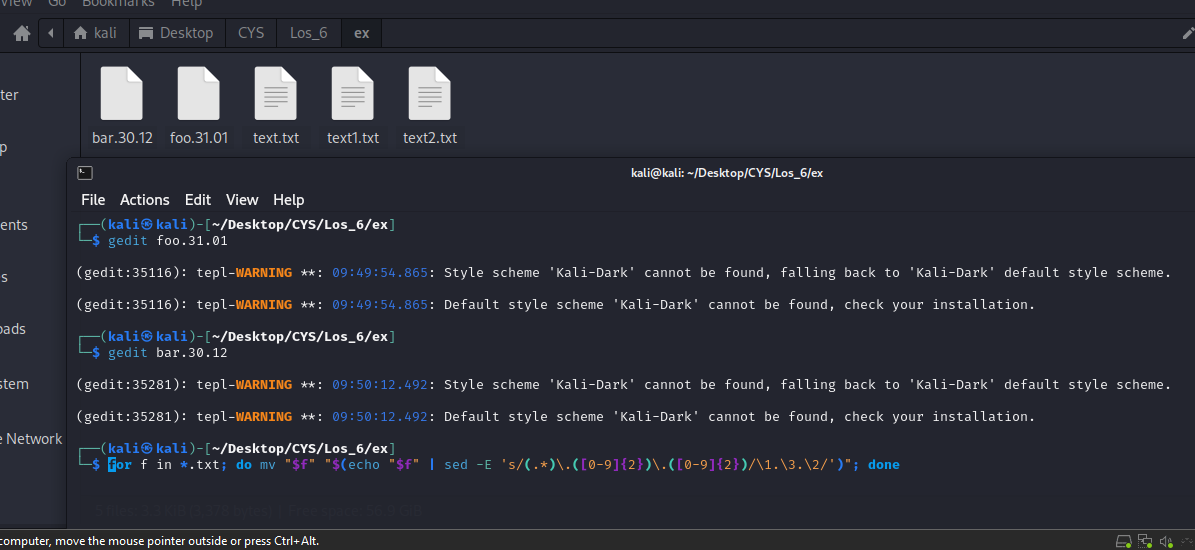 View Go Bookmarks Help
kali Desktop CYS Los_6 ex
bar.30.12 foo.31.01 text.txt text1.txt text2.txt
kali@kali: ~/Desktop/CYS/Los_6/ex
File Actions Edit View Help
┌──(kali㉿kali)-[~/Desktop/CYS/Los_6/ex]
└─$ gedit foo.31.01
(gedit:35116): tepl-WARNING **: 09:49:54.865: Style scheme 'Kali-Dark' cannot be found, falling back to 'Kali-Dark' default style scheme.
(gedit:35116): tepl-WARNING **: 09:49:54.865: Default style scheme 'Kali-Dark' cannot be found, check your installation.
┌──(kali㉿kali)-[~/Desktop/CYS/Los_6/ex]
└─$ gedit bar.30.12
(gedit:35281): tepl-WARNING **: 09:50:12.492: Style scheme 'Kali-Dark' cannot be found, falling back to 'Kali-Dark' default style scheme.
(gedit:35281): tepl-WARNING **: 09:50:12.492: Default style scheme 'Kali-Dark' cannot be found, check your installation.
┌──(kali㉿kali)-[~/Desktop/CYS/Los_6/ex]
└─$ for f in *.txt; do mv "$f" "$(echo "$f" | sed -E 's/(.*)\.([0-9]{2})\.([0-9]{2})/\1.\3.\2/')"; done
ter
p
ents
s
oads
stem
e Network
computer, move the mouse pointer outside or press Ctrl+Alt.